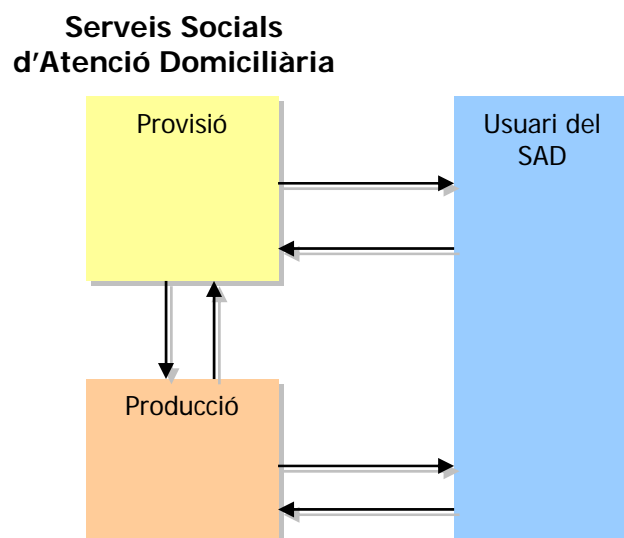 Serveis Socials
d'Atenció Domiciliària
Provisió
Usuari del
SAD
Producció